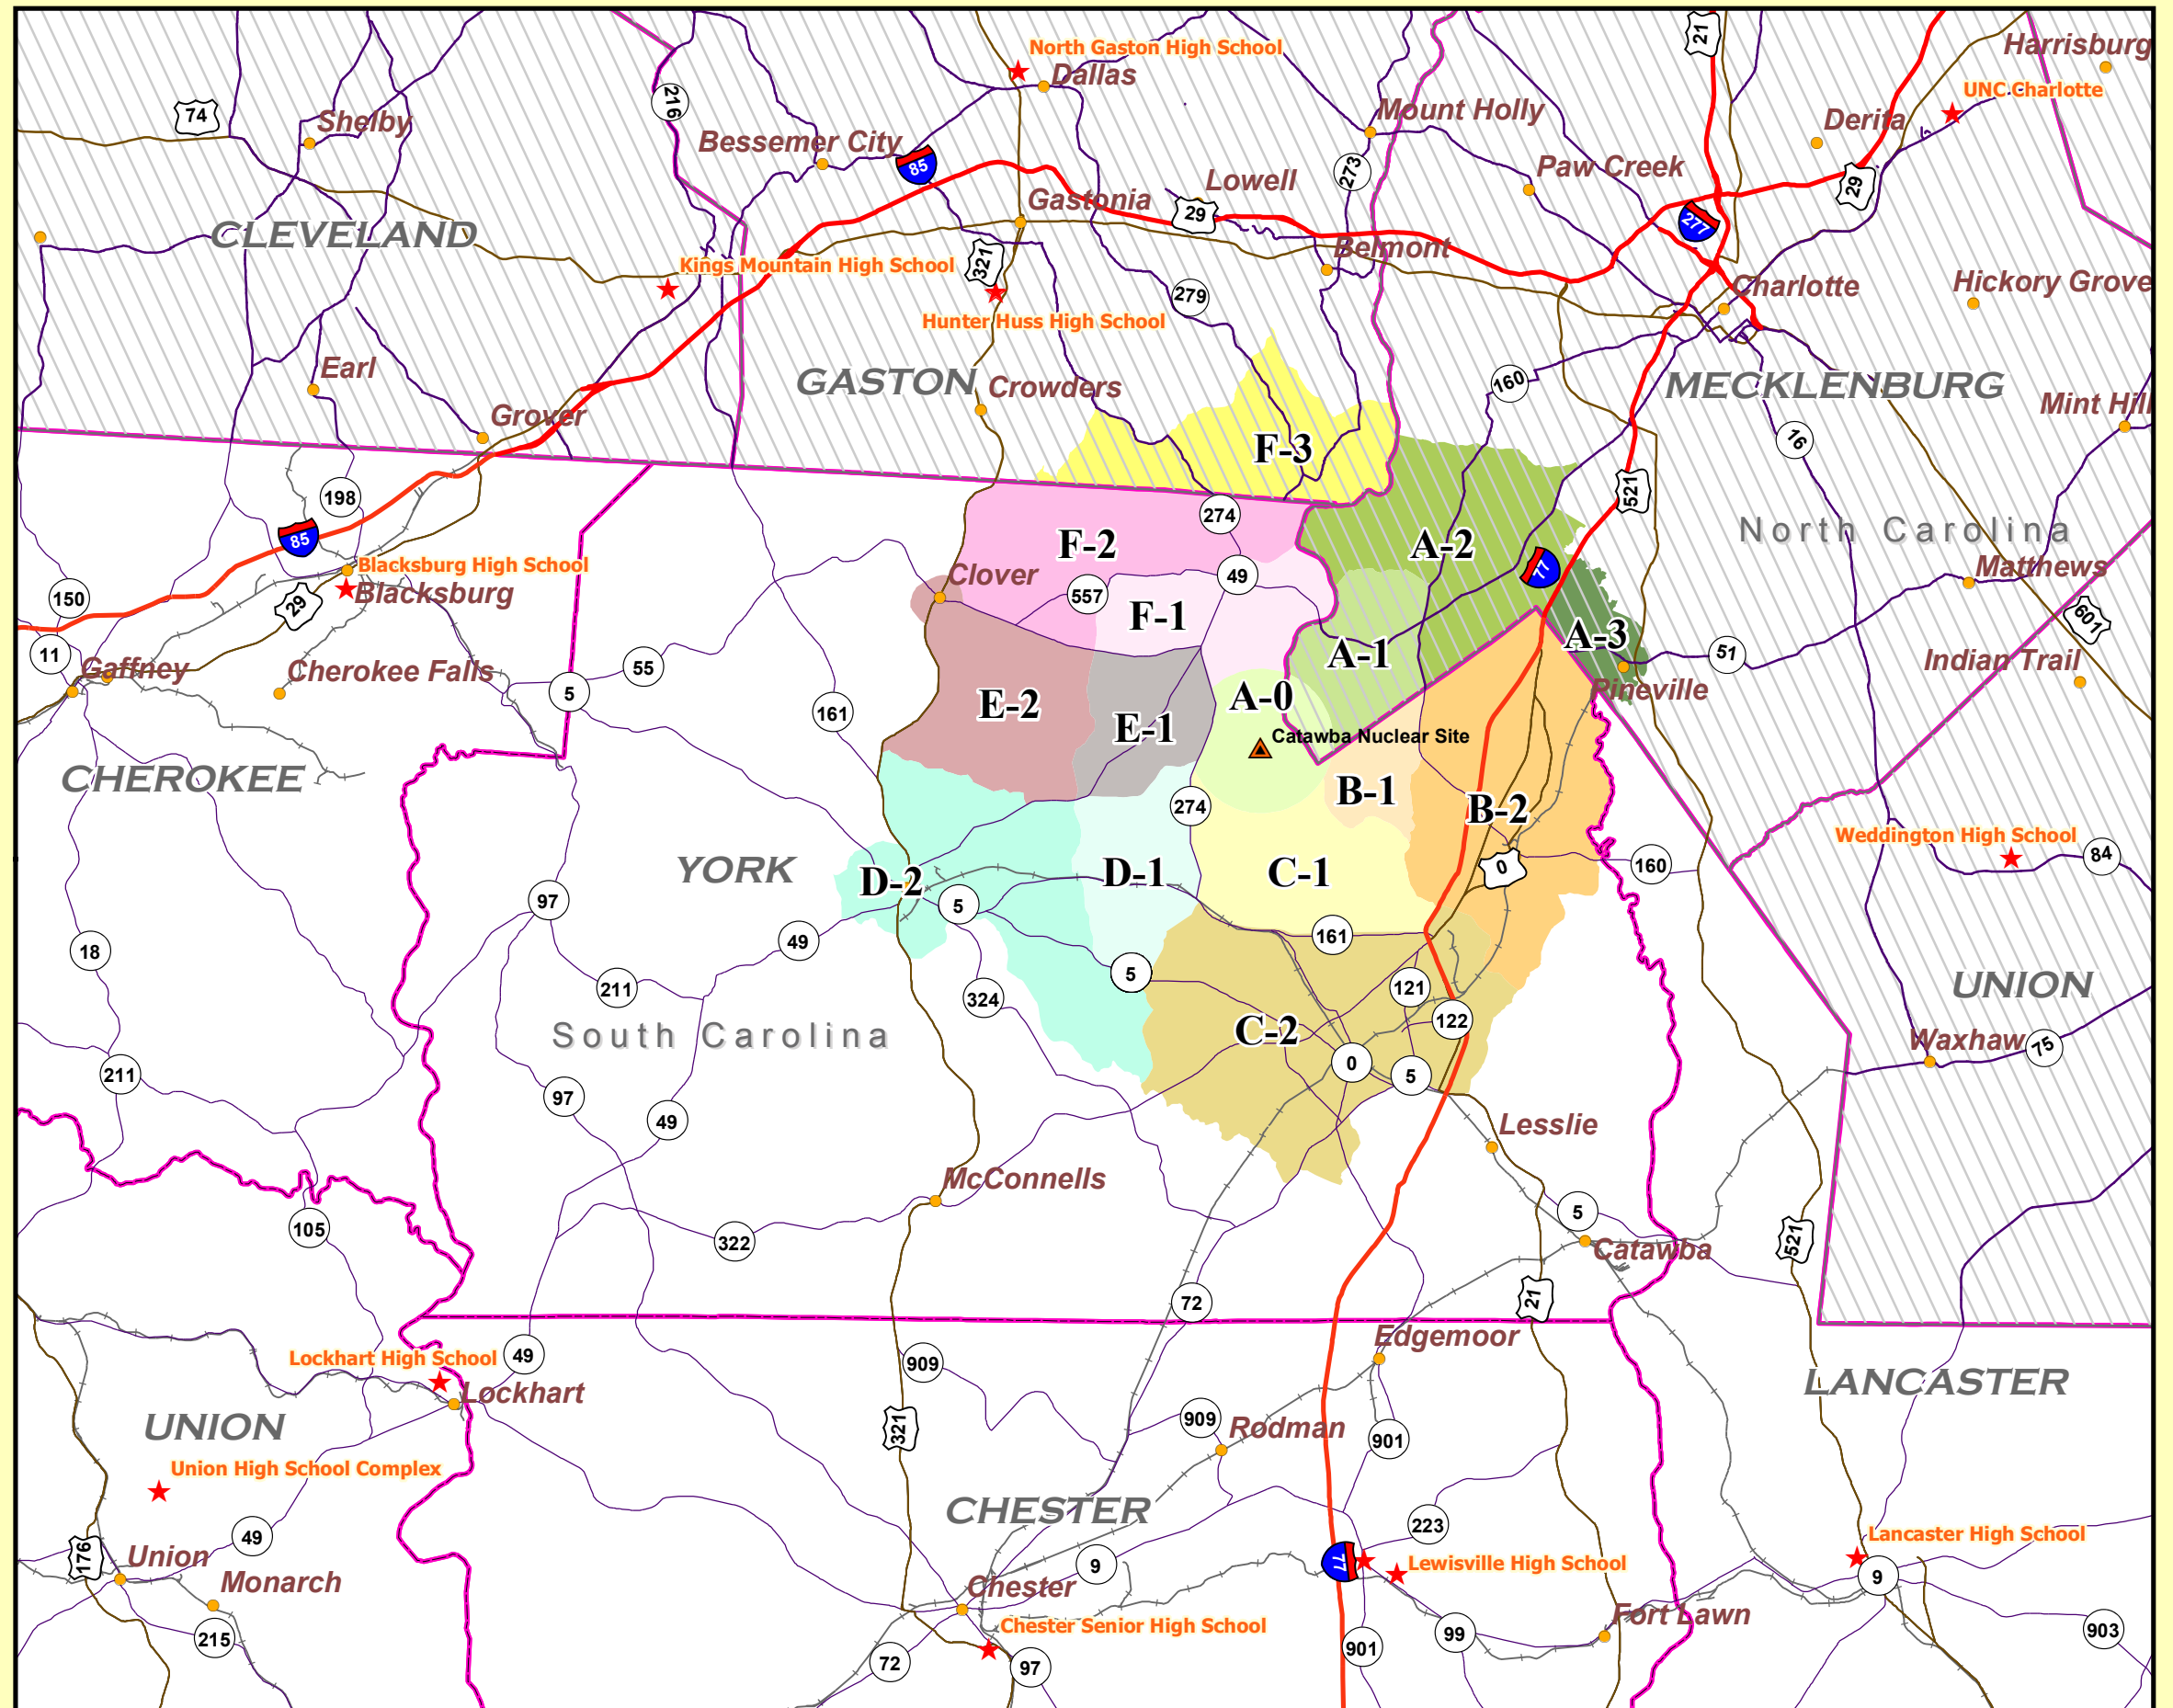 21
Harrisburg
North Gaston High School
Dallas
UNC Charlotte
74
216
Shelby
Mount Holly
Derita
Bessemer City
85
273
Paw Creek
Lowell
29
29
Gastonia
277
CLEVELAND
Belmont
Kings Mountain High School
321
279
Charlotte
Hickory Grove
Hunter Huss High School
Earl
GASTON
Crowders
160
MECKLENBURG
Grover
Mint Hill
16
F-3
198
521
274
85
F-2
A-2
North Carolina
Blacksburg High School
Clover
49
77
Matthews
Blacksburg
150
29
557
F-1
601
11
A-3
A-1
51
Gaffney
Cherokee Falls
55
Indian Trail
5
161
E-2
A-0
Pineville
E-1
Catawba Nuclear Site
CHEROKEE
B-1
274
B-2
Weddington High School
YORK
D-2
D-1
C-1
0
160
84
97
5
49
161
18
5
211
324
121
UNION
South Carolina
C-2
122
Waxhaw
75
211
0
5
97
49
Lesslie
McConnells
105
322
5
521
Catawba
72
21
Edgemoor
Lockhart High School
49
909
Lockhart
LANCASTER
UNION
321
909
Rodman
901
Union High School Complex
CHESTER
223
49
Lancaster High School
176
Union
9
77
Lewisville High School
9
Monarch
Chester
Fort Lawn
215
Chester Senior High School
99
903
72
97
901